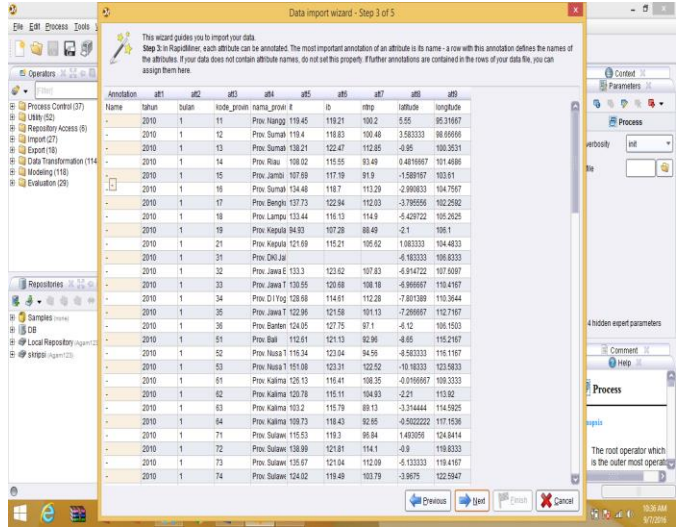 Data import wizard - Step 3 of 5
File Edit Process Tools
This wizard guides you to import your data.
Step 3: In RapidMiner, each attribute can be annotated. The most important annotation of an attribute is its name - a row with this annotation defines the names of
the attributes. If your data does not contain attribute names, do not set this property. If further annotations are contained in the rows of your data file, you can
assign them here.
Operators
[Filter]
Process Control (37)
Utility (52)
Repository Access (6)
Import (27)
Export (18)
Data Transformation (114
Modeling (118)
Evaluation (29)
Repositories
Samples (none)
DB
Local Repository (Agam123)
skripsi (Agam123)
Annotation att1 att2 att3 att4 att5 att6 att7 att8 att9
Name tahun bulan kode_provin nama_provi it ib ntnp latitude longitude
- 2010 1 11 Prov. Nangg 119.45 119.21 100.2 5.55 95.31667
- 2010 1 12 Prov. Sumat 119.4 118.83 100.48 3.583333 98.66666
- 2010 1 13 Prov. Sumat 138.21 122.47 112.85 -0.95 100.3531
- 2010 1 14 Prov. Riau 108.02 115.55 93.49 0.4816667 101.4686
- 2010 1 15 Prov. Jambi 107.69 117.19 91.9 -1.589167 103.61
- 2010 1 16 Prov. Sumat 134.48 118.7 113.29 -2.990833 104.7567
- 2010 1 17 Prov. Bengku 137.73 122.94 112.03 -3.795556 102.2592
- 2010 1 18 Prov. Lampu 133.44 116.13 114.9 -5.429722 105.2625
- 2010 1 19 Prov. Kepula 94.93 107.28 88.49 -2.1 106.1
- 2010 1 21 Prov. Kepula 121.69 115.21 105.62 1.083333 104.4833
- 2010 1 31 Prov. DKI Jal -6.183333 106.8333
- 2010 1 32 Prov. Jawa E 133.3 123.62 107.83 -6.914722 107.6097
- 2010 1 33 Prov. Jawa T 130.55 120.68 108.18 -6.966667 110.4167
- 2010 1 34 Prov. D I Yog 128.68 114.61 112.28 -7.801389 110.3644
- 2010 1 35 Prov. Jawa T 122.96 121.58 101.13 -7.266667 112.7167
- 2010 1 36 Prov. Banten 124.05 127.75 97.1 -6.12 106.1503
- 2010 1 51 Prov. Bali 112.61 121.13 92.96 -8.65 115.2167
- 2010 1 52 Prov. Nusa T 116.34 123.04 94.56 -8.583333 116.1167
- 2010 1 53 Prov. Nusa T 151.08 123.31 122.52 -10.18333 123.5833
- 2010 1 61 Prov. Kalima 126.13 116.41 108.35 -0.0166667 109.3333
- 2010 1 62 Prov. Kalima 120.78 115.11 104.93 -2.21 113.92
- 2010 1 63 Prov. Kalima 103.2 115.79 89.13 -3.314444 114.5925
- 2010 1 64 Prov. Kalima 109.73 118.43 92.65 -0.5022222 117.1536
- 2010 1 71 Prov. Sulawe 115.53 119.3 96.84 1.493056 124.8414
- 2010 1 72 Prov. Sulawe 138.99 121.81 114.1 -0.9 119.8333
- 2010 1 73 Prov. Sulawe 135.67 121.04 112.09 -5.133333 119.4167
- 2010 1 74 Prov. Sulawe 124.02 119.49 103.79 -3.9675 122.5947
Previous Next Finish Cancel
Context
Parameters
Process
verbosity init
file
4 hidden expert parameters
Comment
Help
Process
The root operator which
is the outer most operat
10:36 AM
9/7/2016